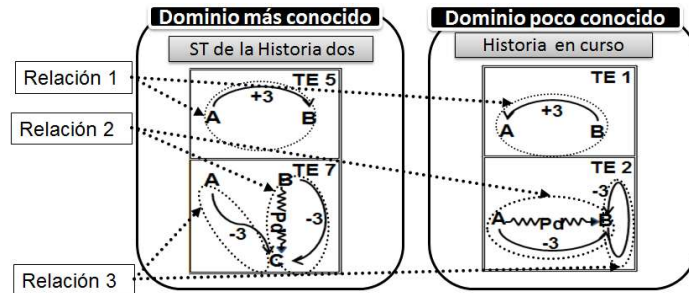 Dominio más conocido
Dominio poco conocido
ST de la Historia dos
Historia en curso
Relación 1
Relación 2
Relación 3
TE 5
+3
A
B
TE 7
A
B
Pd
-3
-3
C
TE 1
+3
A
B
TE 2
-3
A
Pd
B
-3